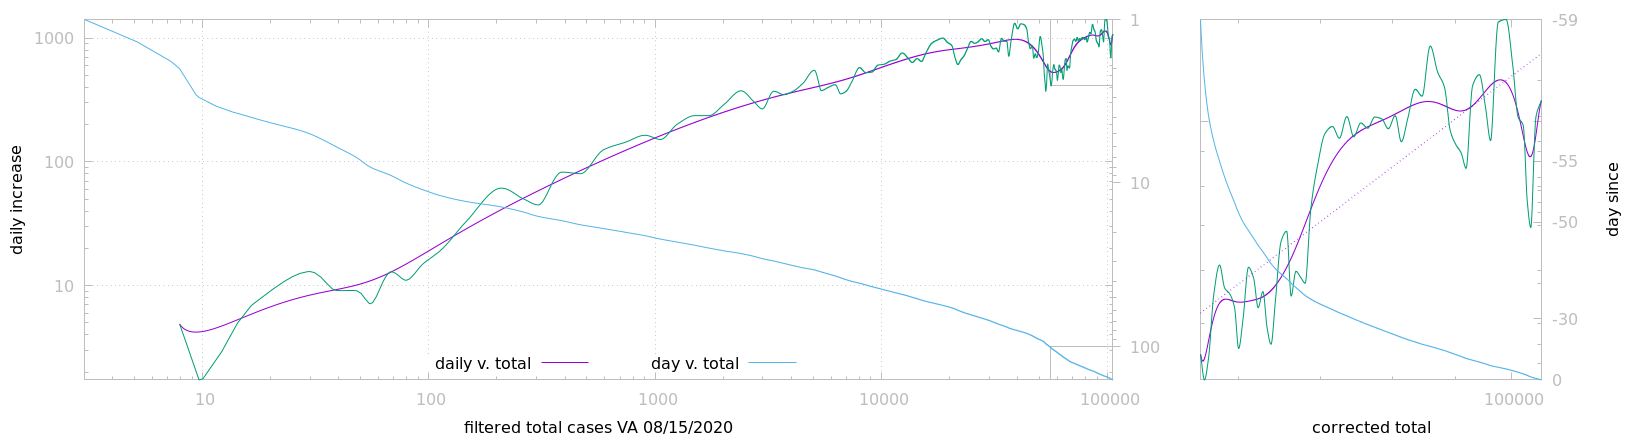 1000
100
10
daily increase
1
10
100
daily v. total
day v. total
10
100
1000
10000
100000
filtered total cases VA 08/15/2020
-59
-55
-50
-30
0
day since
100000
corrected total